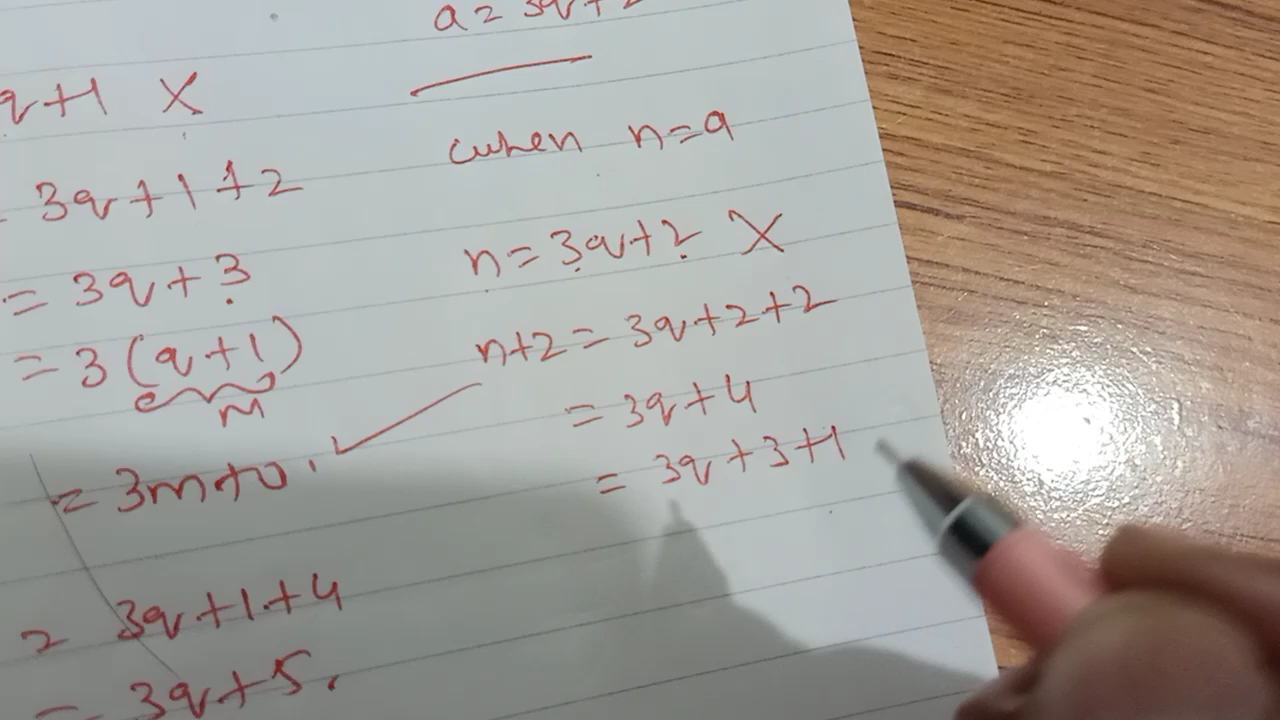 q+1 X
3q+1+2
= 3q+3
= 3(q+1)
m
= 3m+0.
= 3q+1+4
= 3q+5.
a=3q+2
when n=a
n=3q+2 X
n+2 = 3q+2+2
= 3q+4
= 3q+3+1